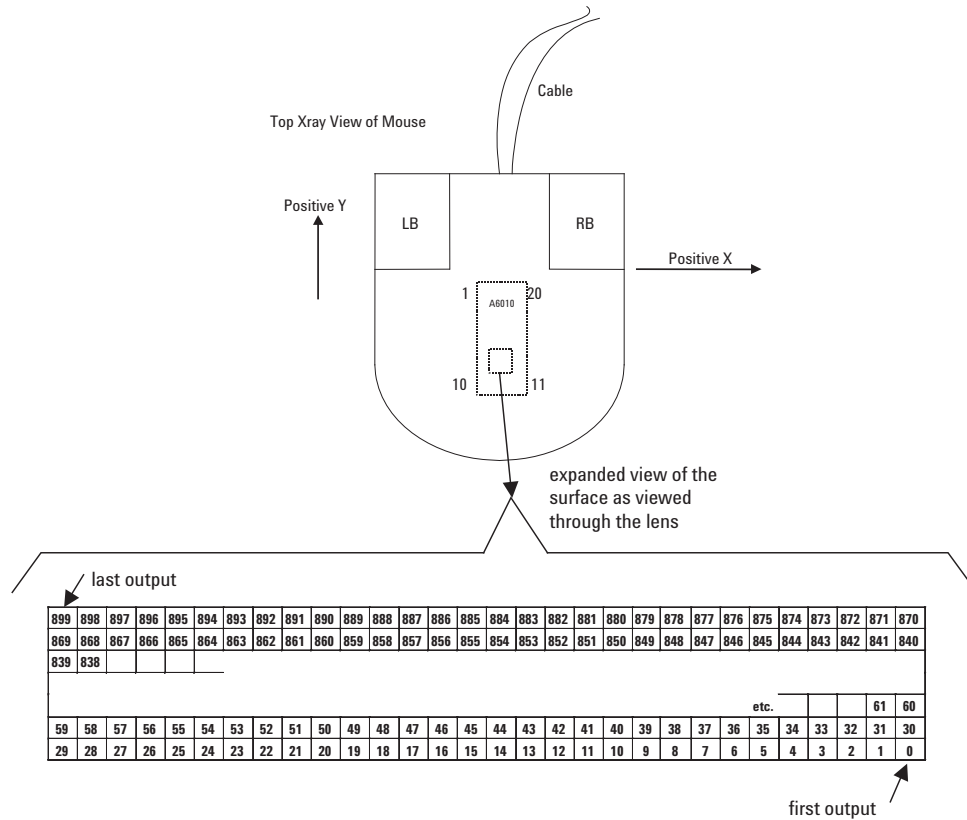 Cable
Top Xray View of Mouse
Positive Y
LB
RB
Positive X
1
20
A6010
10
11
expanded view of the
surface as viewed
through the lens
last output
899 898 897 896 895 894 893 892 891 890 889 888 887 886 885 884 883 882 881 880 879 878 877 876 875 874 873 872 871 870
869 868 867 866 865 864 863 862 861 860 859 858 857 856 855 854 853 852 851 850 849 848 847 846 845 844 843 842 841 840
839 838
etc. 61 60
59 58 57 56 55 54 53 52 51 50 49 48 47 46 45 44 43 42 41 40 39 38 37 36 35 34 33 32 31 30
29 28 27 26 25 24 23 22 21 20 19 18 17 16 15 14 13 12 11 10 9 8 7 6 5 4 3 2 1 0
first output